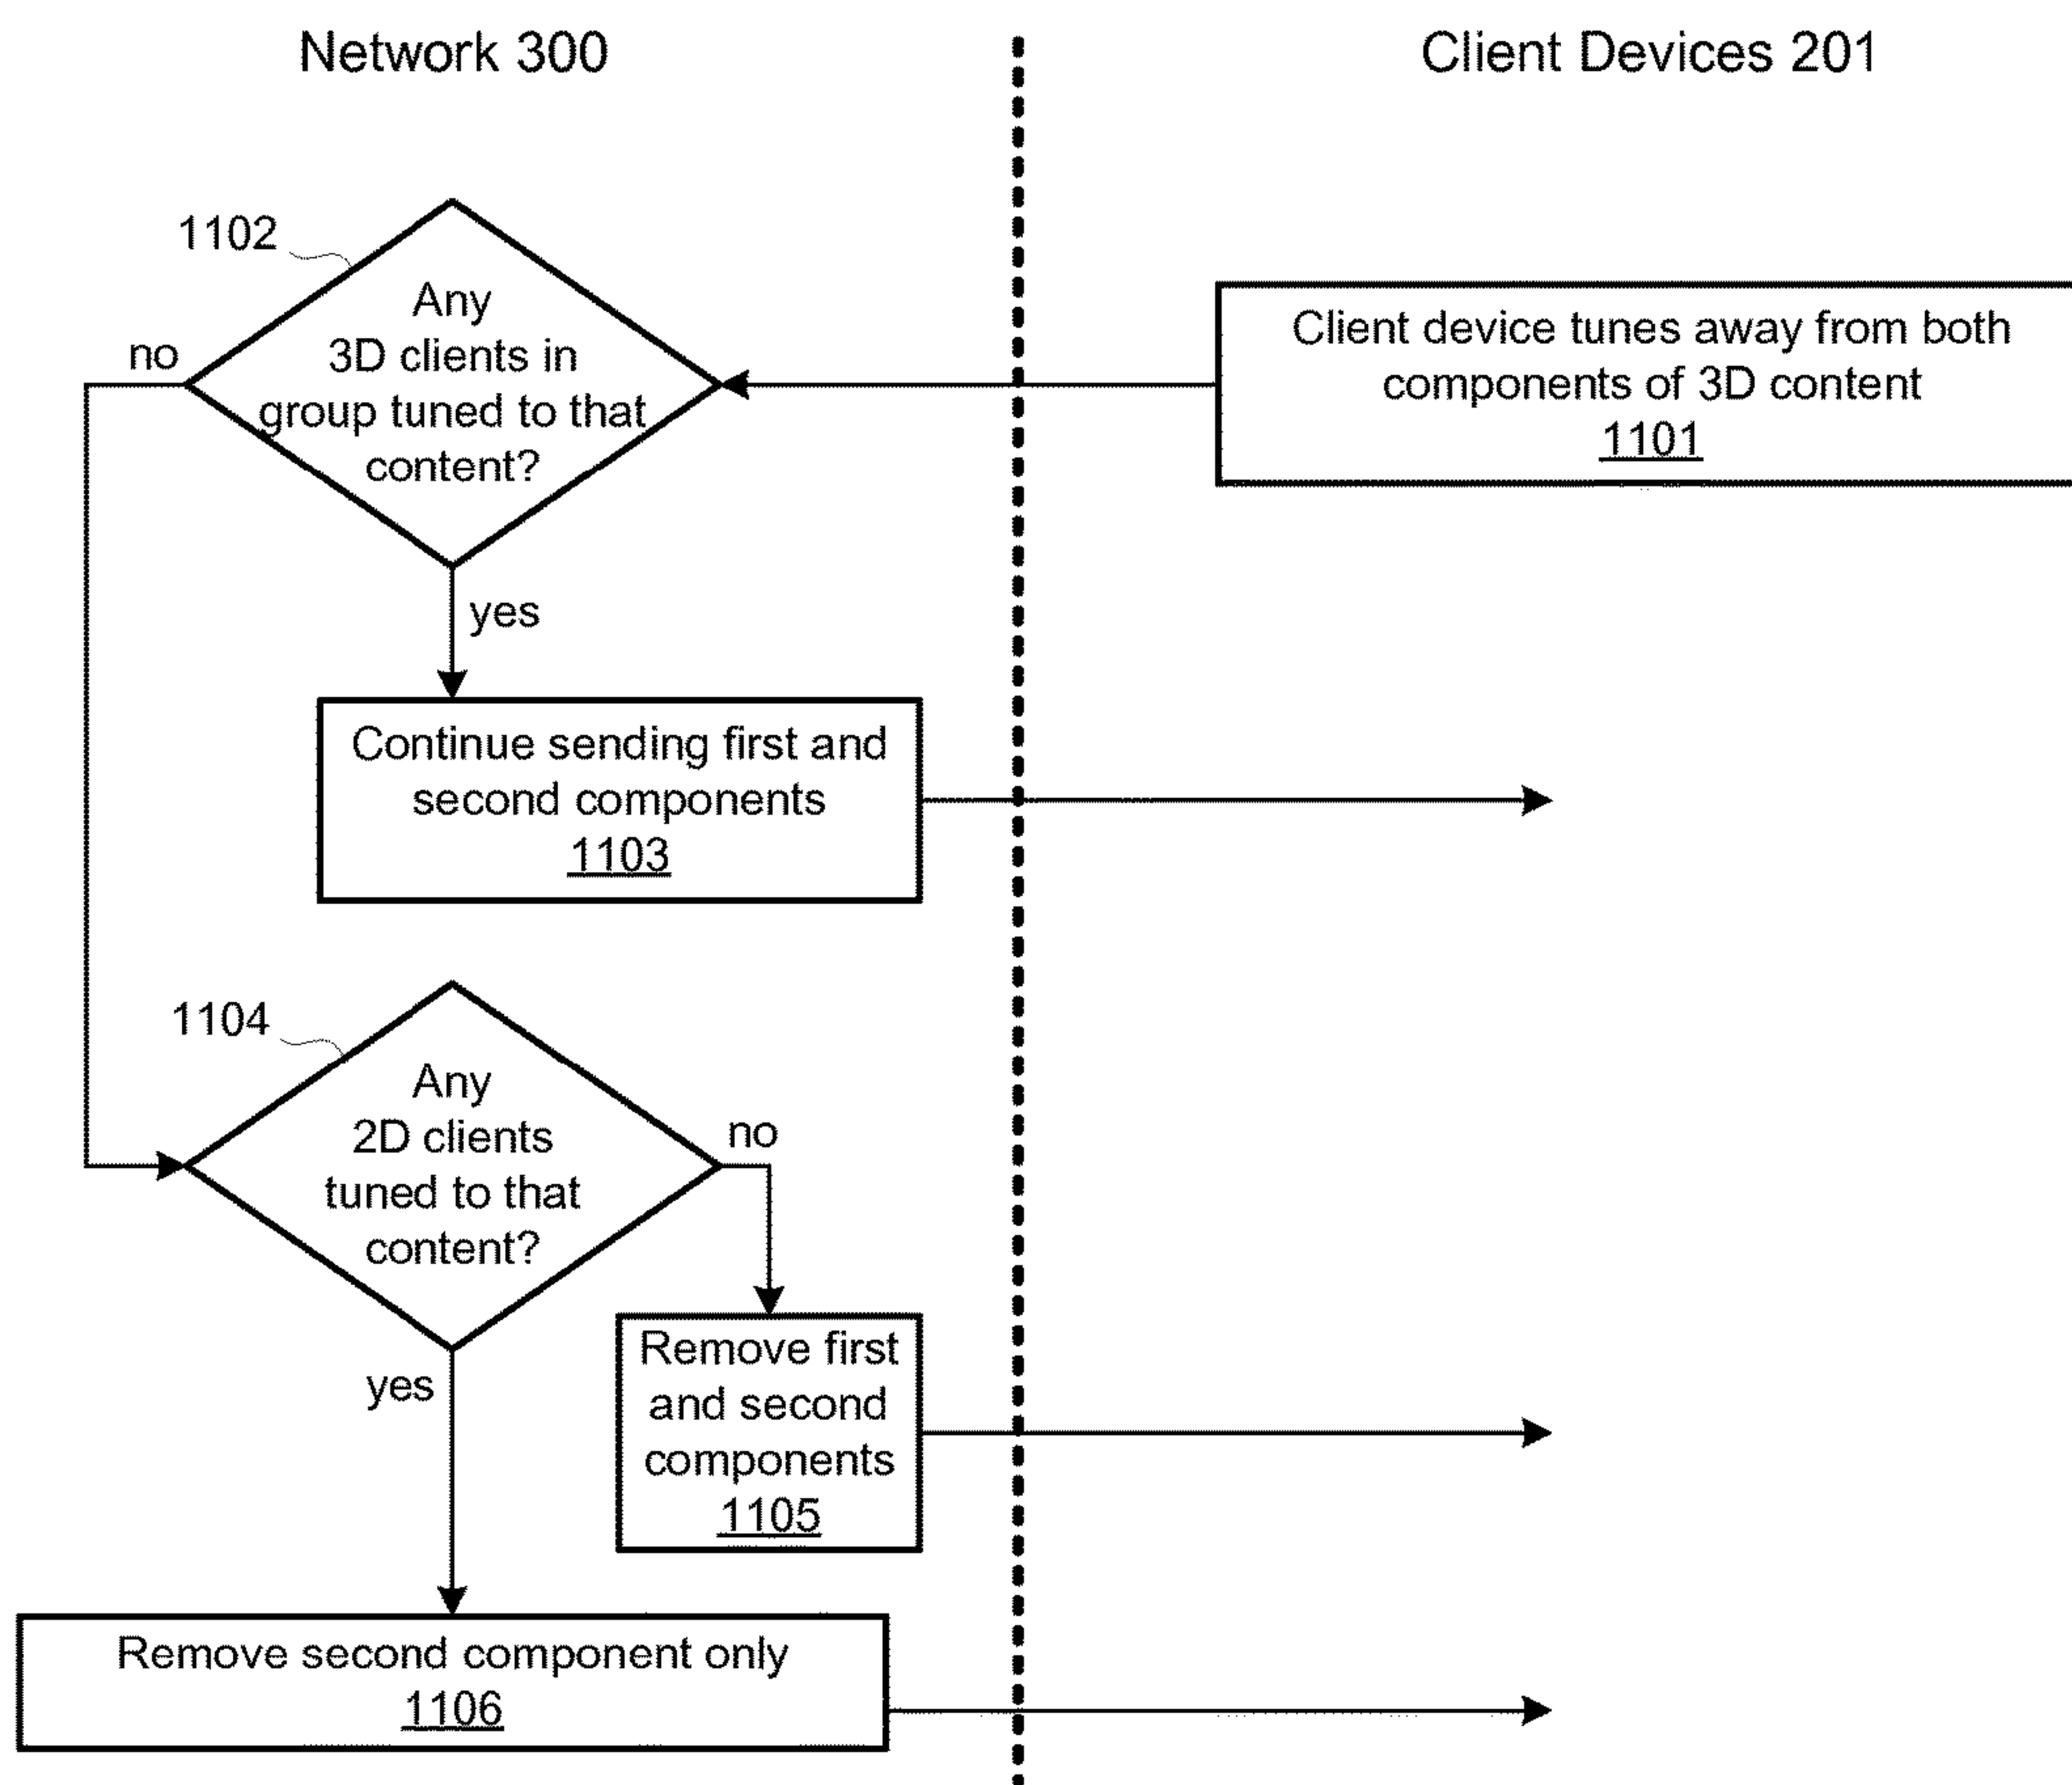 Network 300
Client Devices 201
1102
Any
3D clients in
group tuned to that
content?
no
yes
Client device tunes away from both
components of 3D content
1101
Continue sending first and
second components
1103
1104
Any
2D clients
tuned to that
content?
no
yes
Remove first
and second
components
1105
Remove second component only
1106